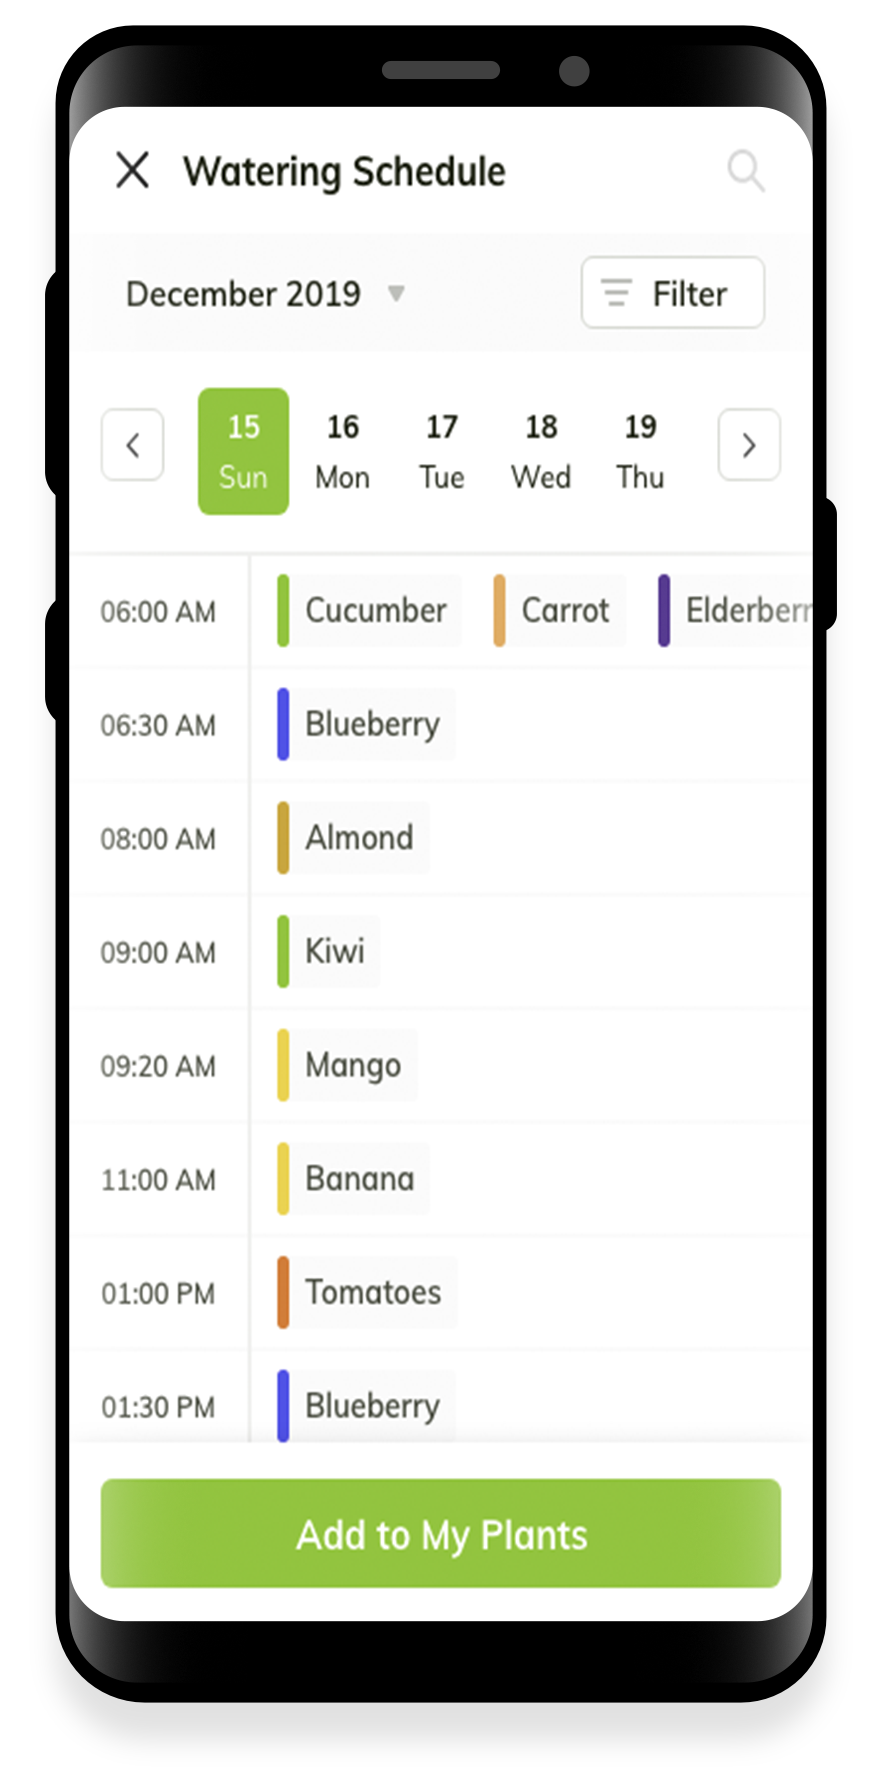 Watering Schedule
December 2019
Filter
15 16 17 18 19
Sun Mon Tue Wed Thu
06:00 AM Cucumber Carrot Elderberr
06:30 AM Blueberry
08:00 AM Almond
09:00 AM Kiwi
09:20 AM Mango
11:00 AM Banana
01:00 PM Tomatoes
01:30 PM Blueberry
Add to My Plants